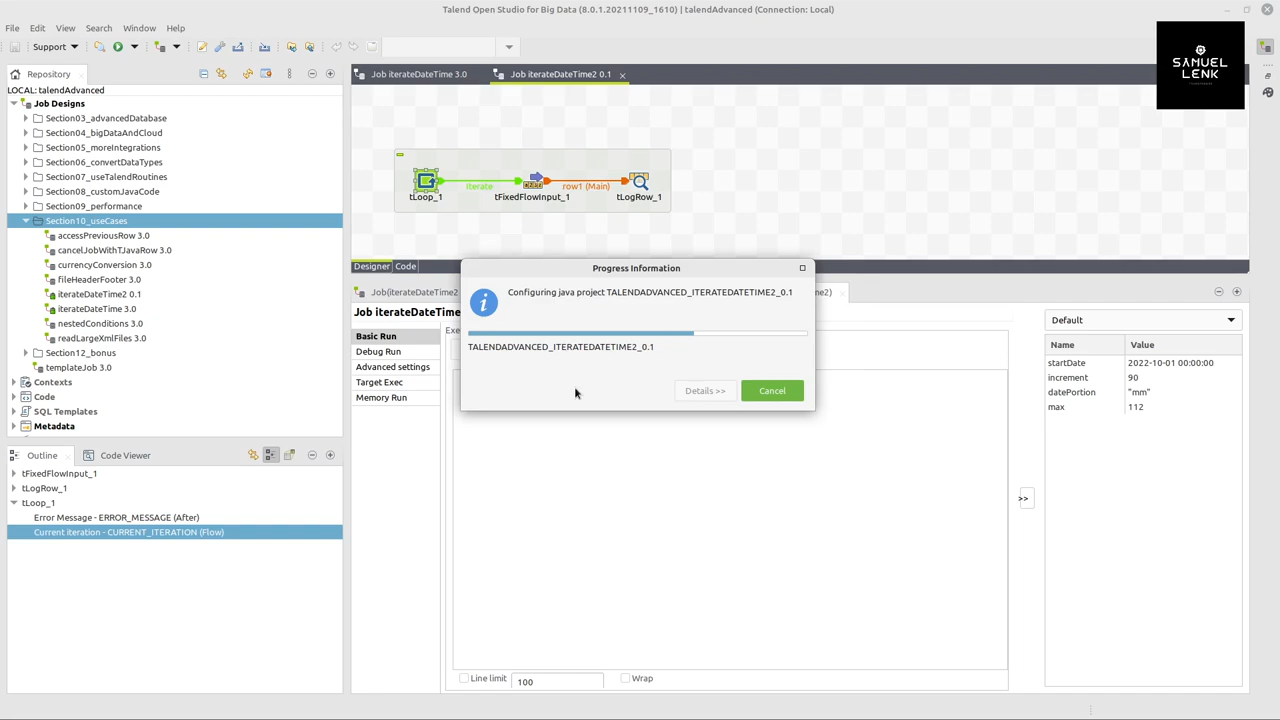 Talend Open Studio for Big Data (8.0.1.20211109_1610) | talendAdvanced (Connection: Local)
File Edit View Search Window Help
Support
SAMUEL
LENK
Repository
Job iterateDateTime 3.0
Job iterateDateTime2 0.1
LOCAL: talendAdvanced
Job Designs
Section03_advancedDatabase
Section04_bigDataAndCloud
Section05_moreIntegrations
Section06_convertDataTypes
Section07_useTalendRoutines
Section08_customJavaCode
Section09_performance
Section10_useCases
accessPreviousRow 3.0
cancelJobWithTJavaRow 3.0
currencyConversion 3.0
fileHeaderFooter 3.0
iterateDateTime2 0.1
iterateDateTime 3.0
nestedConditions 3.0
readLargeXmlFiles 3.0
Section12_bonus
templateJob 3.0
Contexts
Code
SQL Templates
Metadata
Iterate
row1 (Main)
tLoop_1
tFixedFlowInput_1
tLogRow_1
Designer Code
Progress Information
Configuring java project TALENDADVANCED_ITERATEDATETIME2_0.1
TALENDADVANCED_ITERATEDATETIME2_0.1
Details >>
Cancel
Job(iterateDateTime2
me2)
Job iterateDateTime
Exe
Basic Run
Debug Run
Advanced settings
Target Exec
Memory Run
Default
Name Value
startDate 2022-10-01 00:00:00
increment 90
datePortion "mm"
max 112
>>
Line limit 100 Wrap
Outline
Code Viewer
tFixedFlowInput_1
tLogRow_1
tLoop_1
Error Message - ERROR_MESSAGE (After)
Current iteration - CURRENT_ITERATION (Flow)